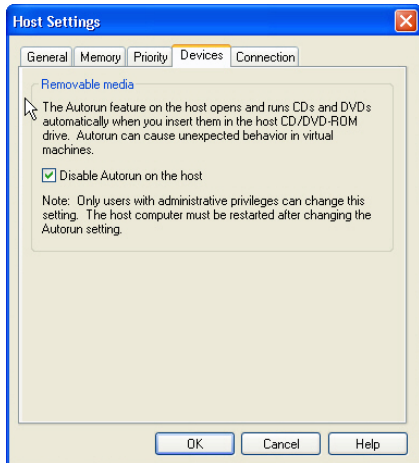 Host Settings
General Memory Priority Devices Connection
Removable media
The Autorun feature on the host opens and runs CDs and DVDs
automatically when you insert them in the host CD/DVD-ROM
drive. Autorun can cause unexpected behavior in virtual
machines.
Disable Autorun on the host
Note: Only users with administrative privileges can change this
setting. The host computer must be restarted after changing the
Autorun setting.
OK Cancel Help